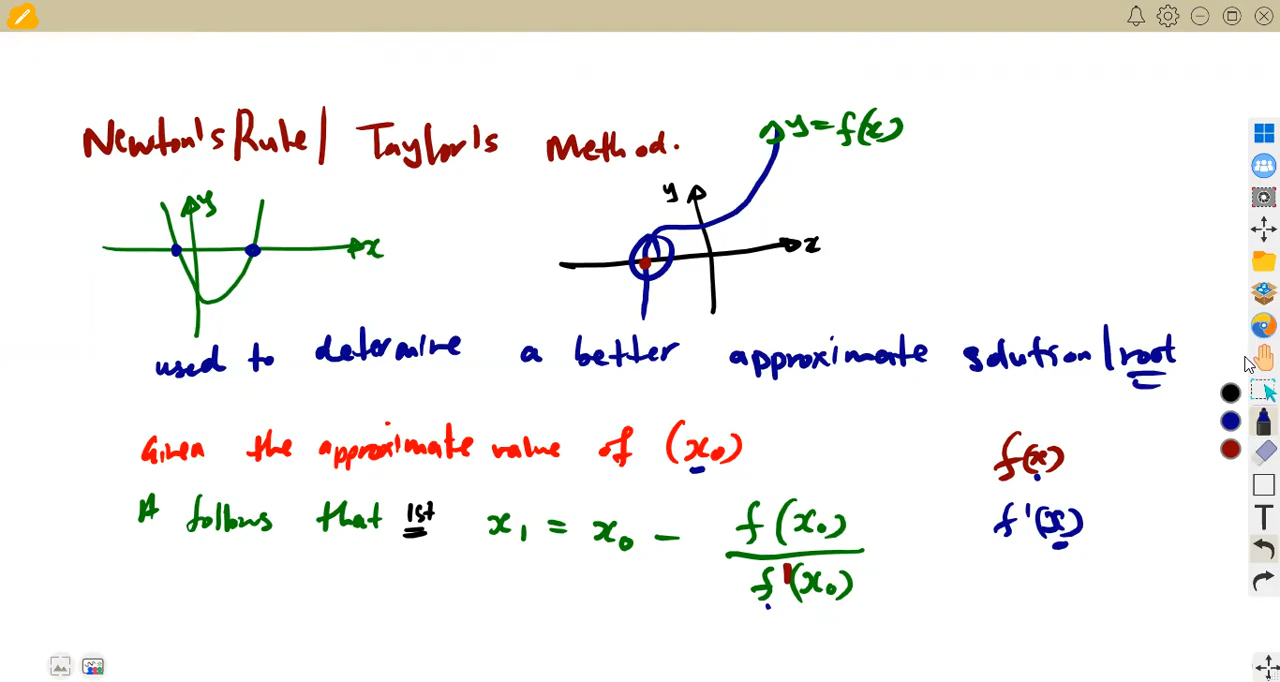 Newton's Rule/ Taylor's Method.
y = f(x)
y
x
y
x
used to determine a better approximate solution/root
Given the approximate value of (x₀)
f(x)
It follows that 1st x₁ = x₀ - f(x₀) / f'(x₀)
f'(x)
T